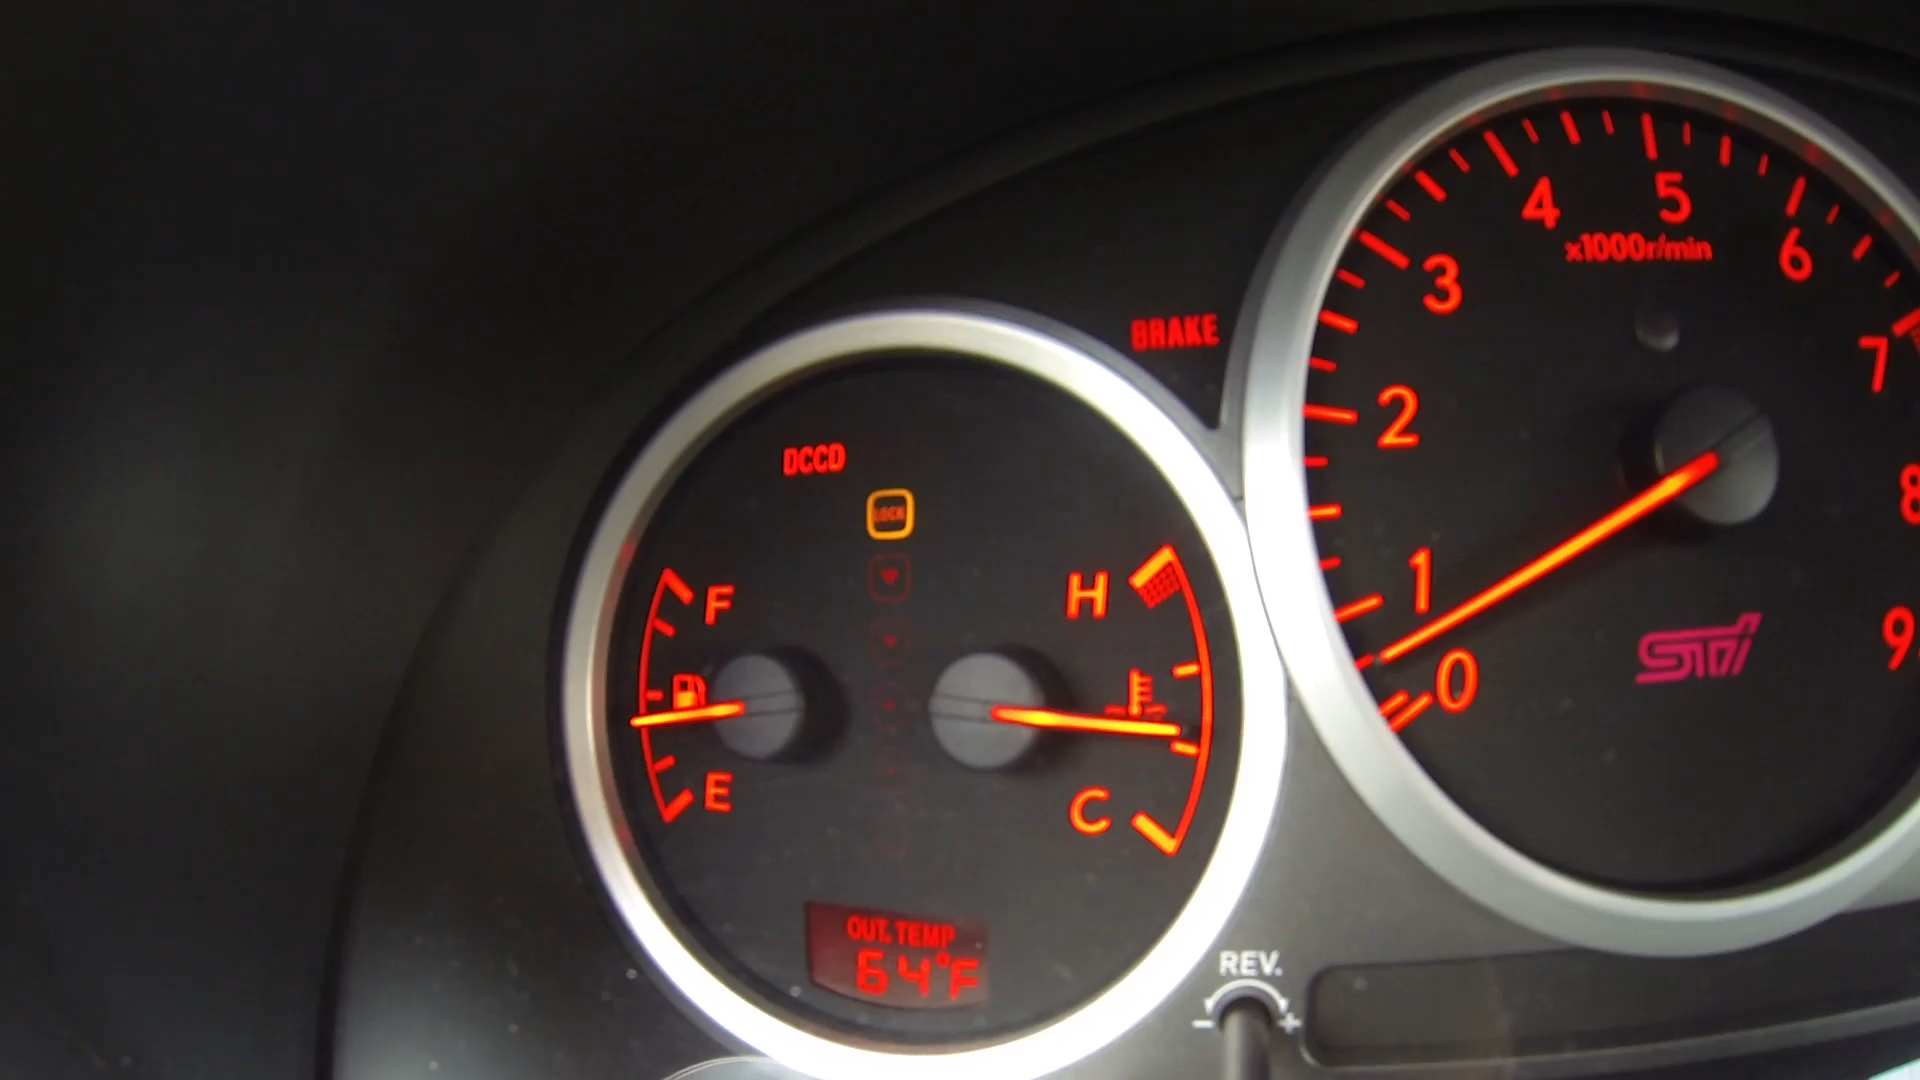 4
5
x1000r/min
6
3
BRAKE
7
2
DCCD
LOCK
8
1
F
H
9
STi
0
E
C
OUT. TEMP
64°F
REV.
- +